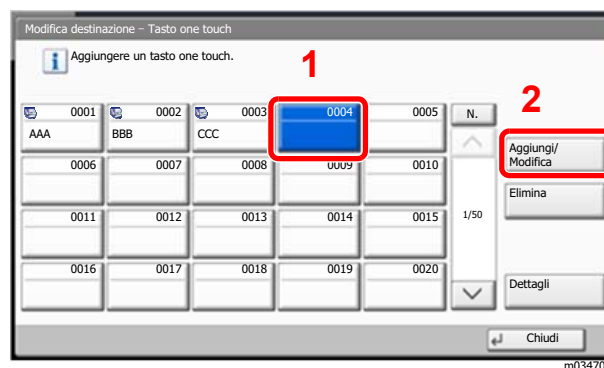 Modifica destinazione – Tasto one touch
Aggiungere un tasto one touch.
1
2
0001 0002 0003 0004 0005 N.
AAA BBB CCC
Aggiungi/
Modifica
0006 0007 0008 0009 0010
Elimina
0011 0012 0013 0014 0015 1/50
0016 0017 0018 0019 0020
Dettagli
Chiudi
m03470